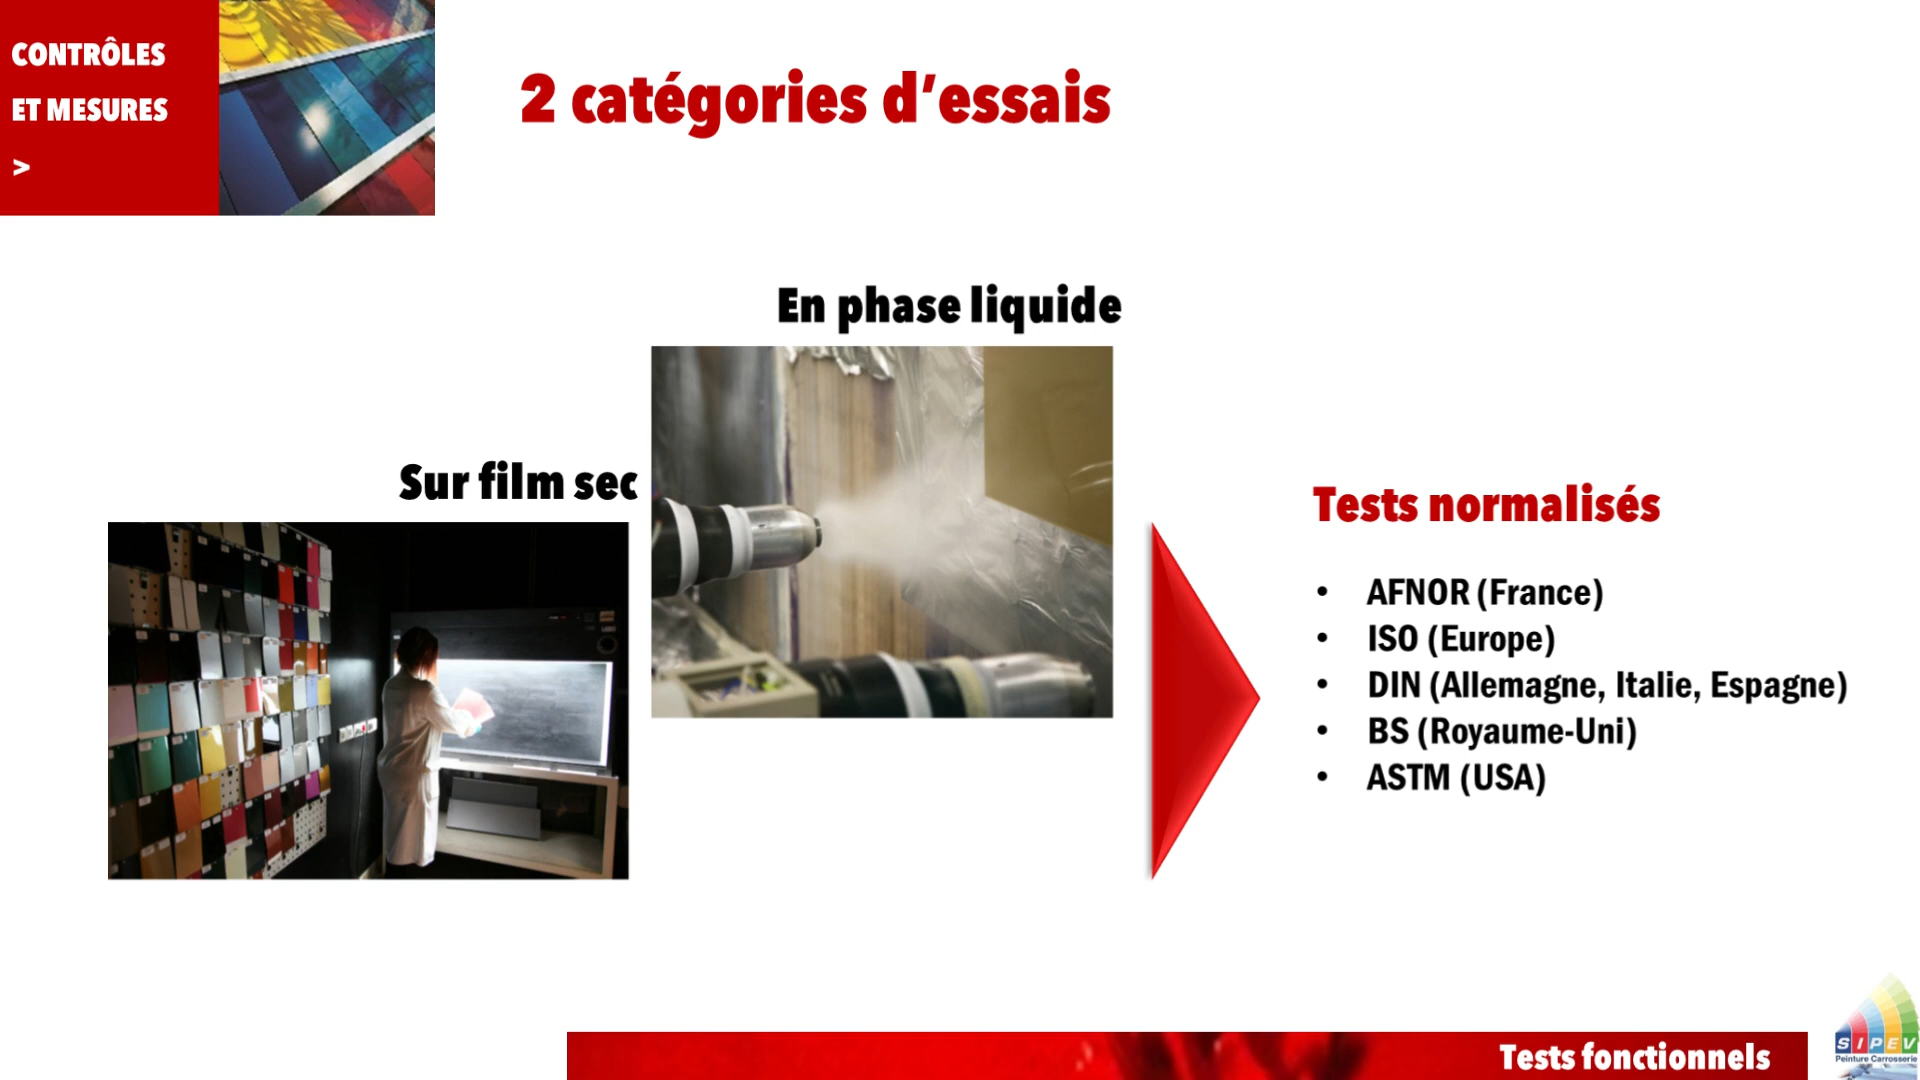 CONTRÔLES
ET MESURES
>
2 catégories d’essais
En phase liquide
Sur film sec
Tests normalisés
• AFNOR (France)
• ISO (Europe)
• DIN (Allemagne, Italie, Espagne)
• BS (Royaume-Uni)
• ASTM (USA)
Tests fonctionnels
SIPEV
Peinture Carrosserie